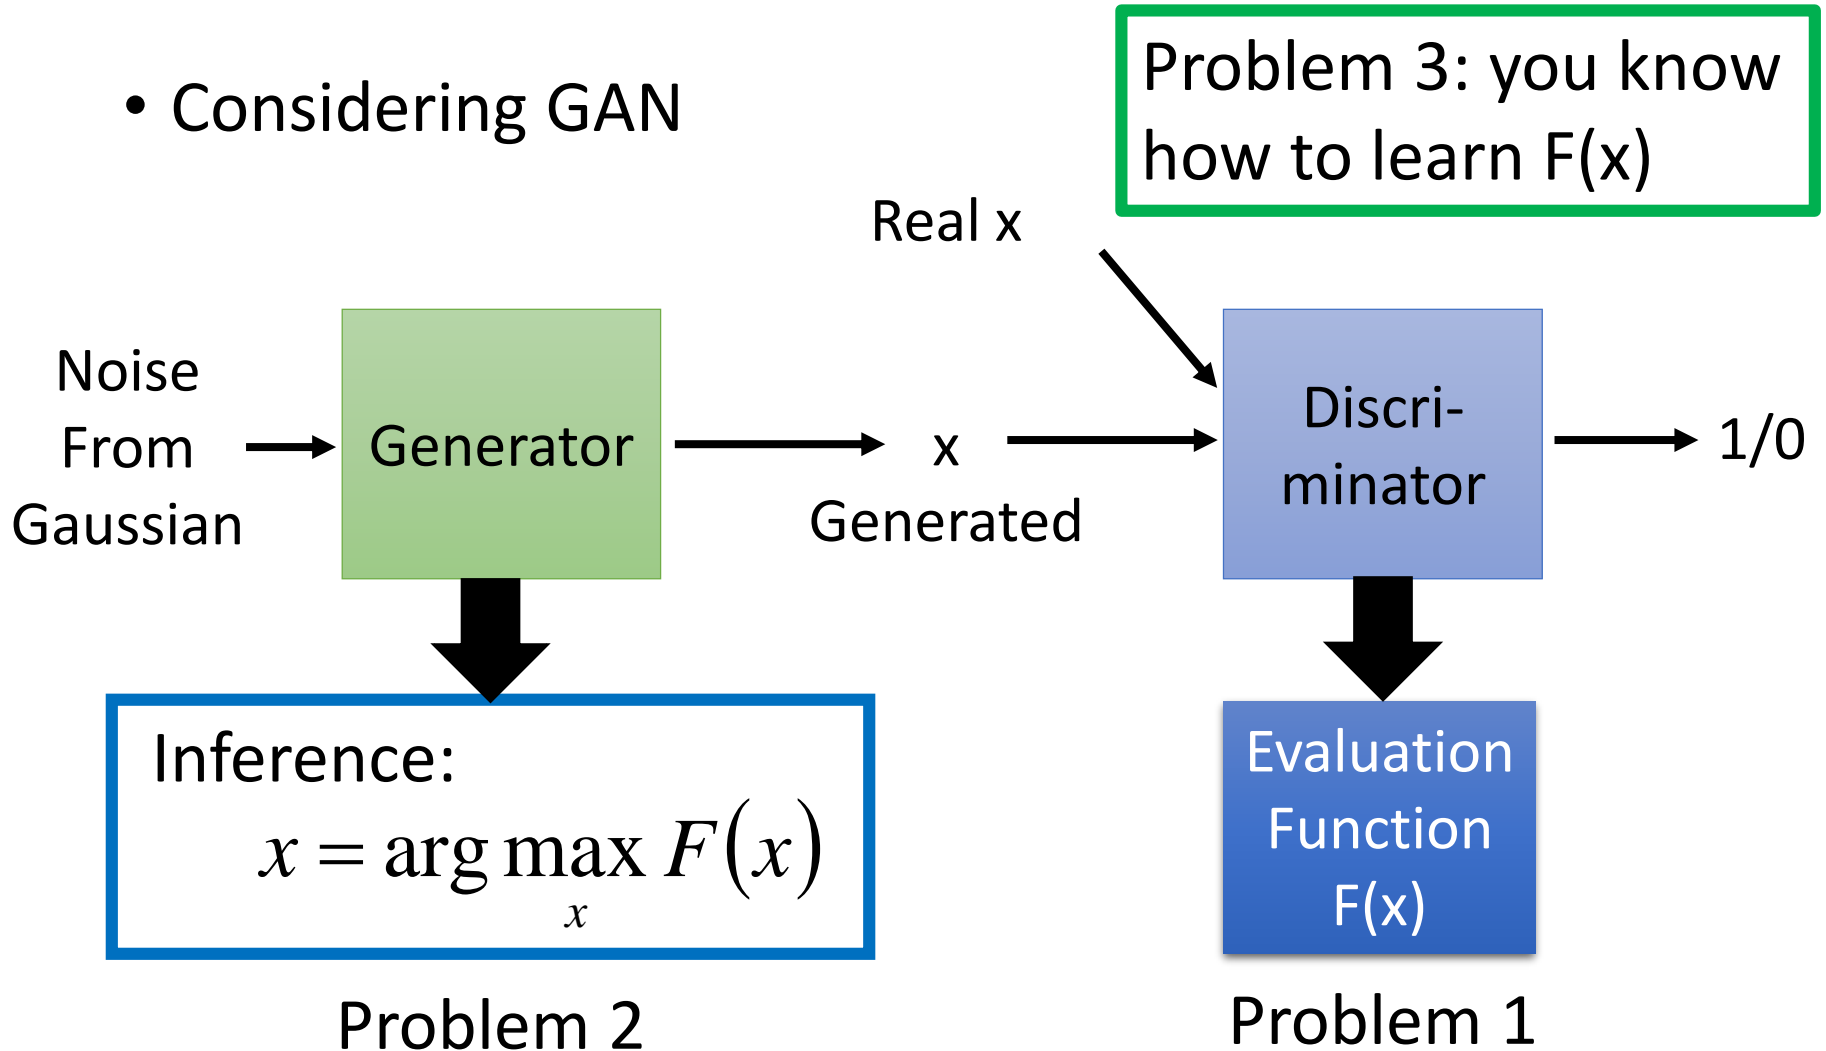 • Considering GAN
Problem 3: you know
how to learn F(x)
Real x
Noise
From
Gaussian
Generator
x
Generated
Discri-
minator
1/0
Inference:
x = arg max F(x)
x
Problem 2
Evaluation
Function
F(x)
Problem 1